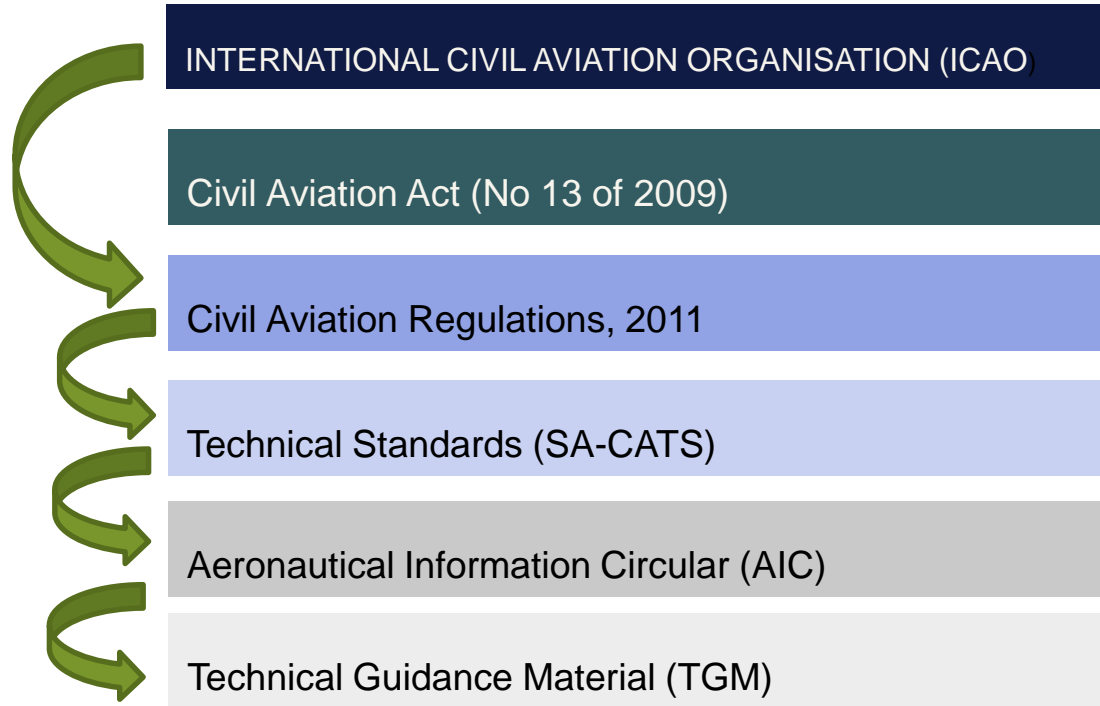 INTERNATIONAL CIVIL AVIATION ORGANISATION (ICAO)
Civil Aviation Act (No 13 of 2009)
Civil Aviation Regulations, 2011
Technical Standards (SA-CATS)
Aeronautical Information Circular (AIC)
Technical Guidance Material (TGM)